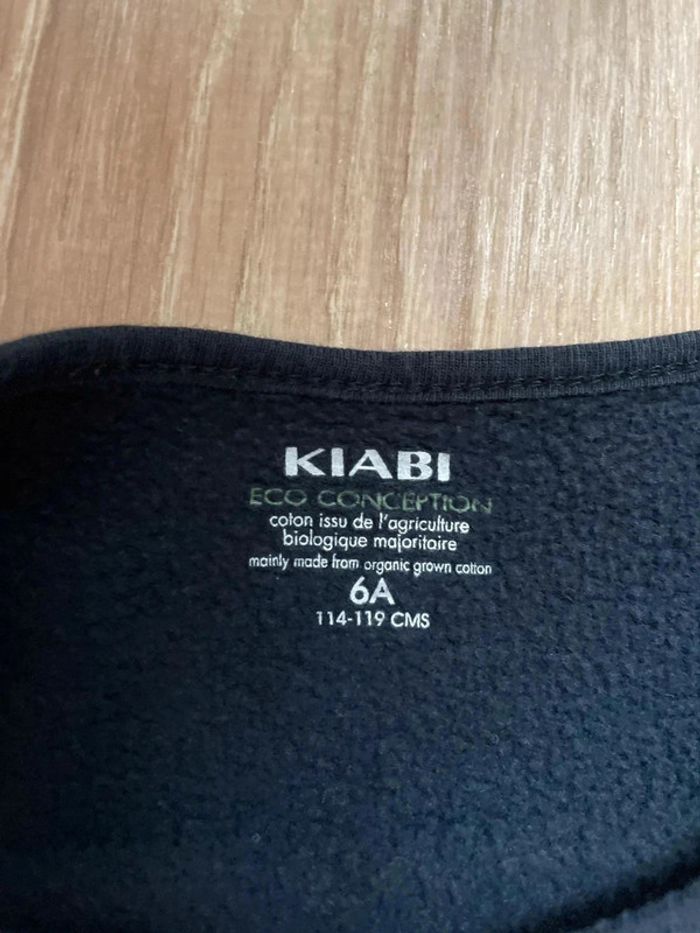 KIABI
ECO CONCEPTION
coton issu de l'agriculture
biologique majoritaire
mainly made from organic grown cotton
6A
114-119 CMS